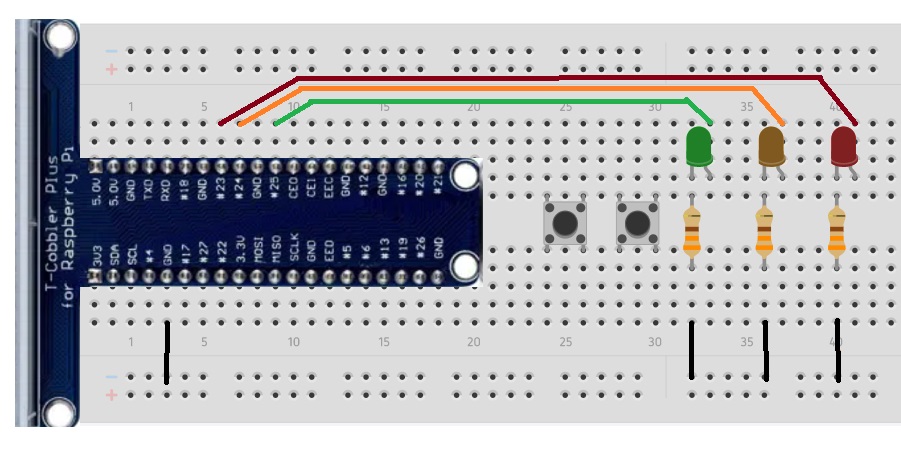 −
+
1 5 10 15 20 25 30 35 40
T-Cobbler Plus
for Raspberry Pi
5.0V 5.0V GND TXD RXD #18 GND #23 #24 GND #25 CE0 CE1 EEC GND #12 GND #16 #20 #21
3V3 SDA SCL #4 GND #17 #27 #22 3.3V MOSI MISO SCLK GND EED #5 #6 #13 #19 #26 GND
1 5 10 15 20 25 30 35 40
−
+